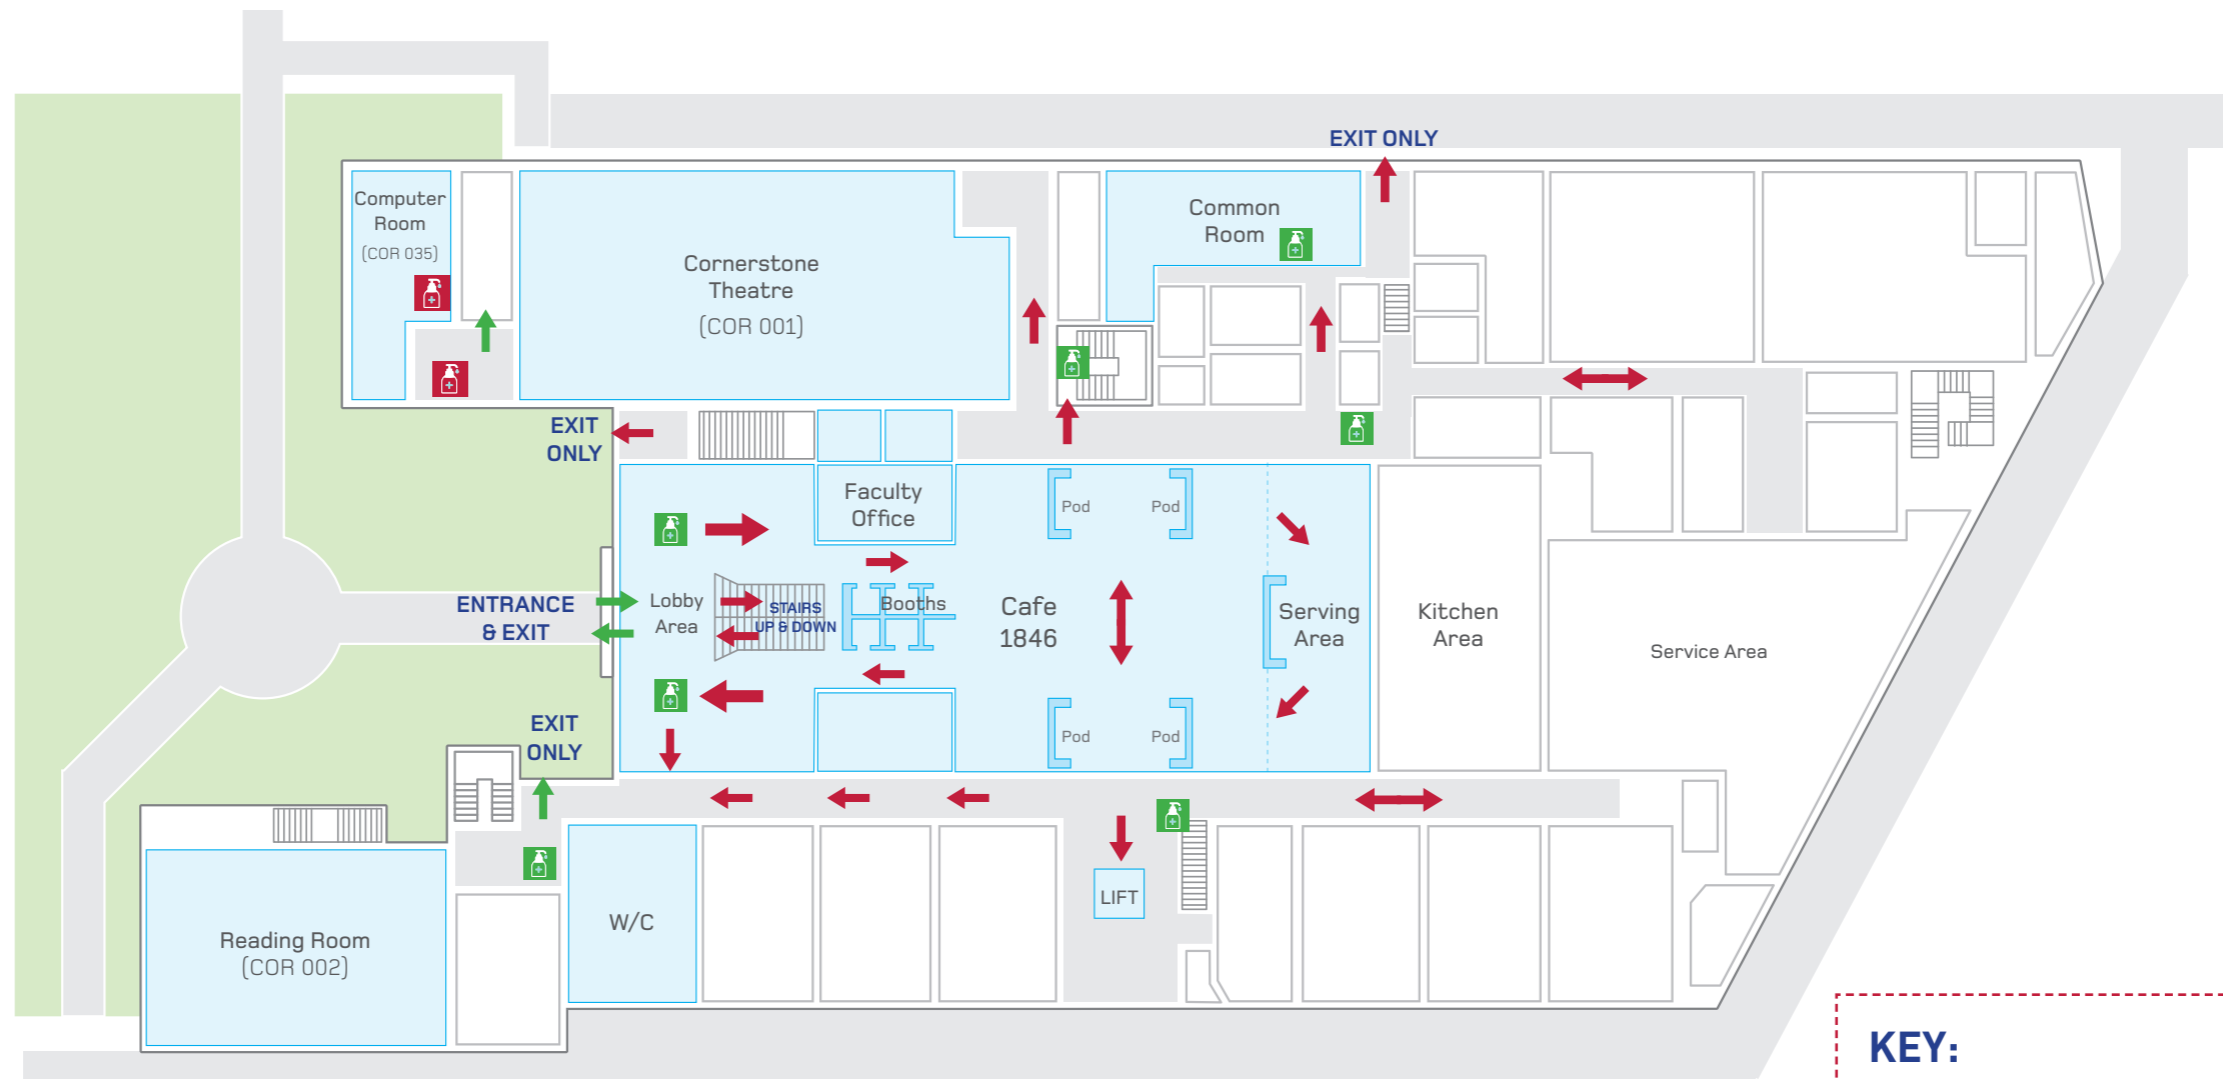 EXIT ONLY
Computer
Room
(COR 035)
Common
Room
Cornerstone
Theatre
(COR 001)
EXIT
ONLY
Faculty
Office
Pod
Pod
ENTRANCE
& EXIT
Lobby
Area
STAIRS
UP & DOWN
Booths
Cafe
1846
Serving
Area
Kitchen
Area
Service Area
EXIT
ONLY
Pod
Pod
LIFT
W/C
Reading Room
(COR 002)
KEY: